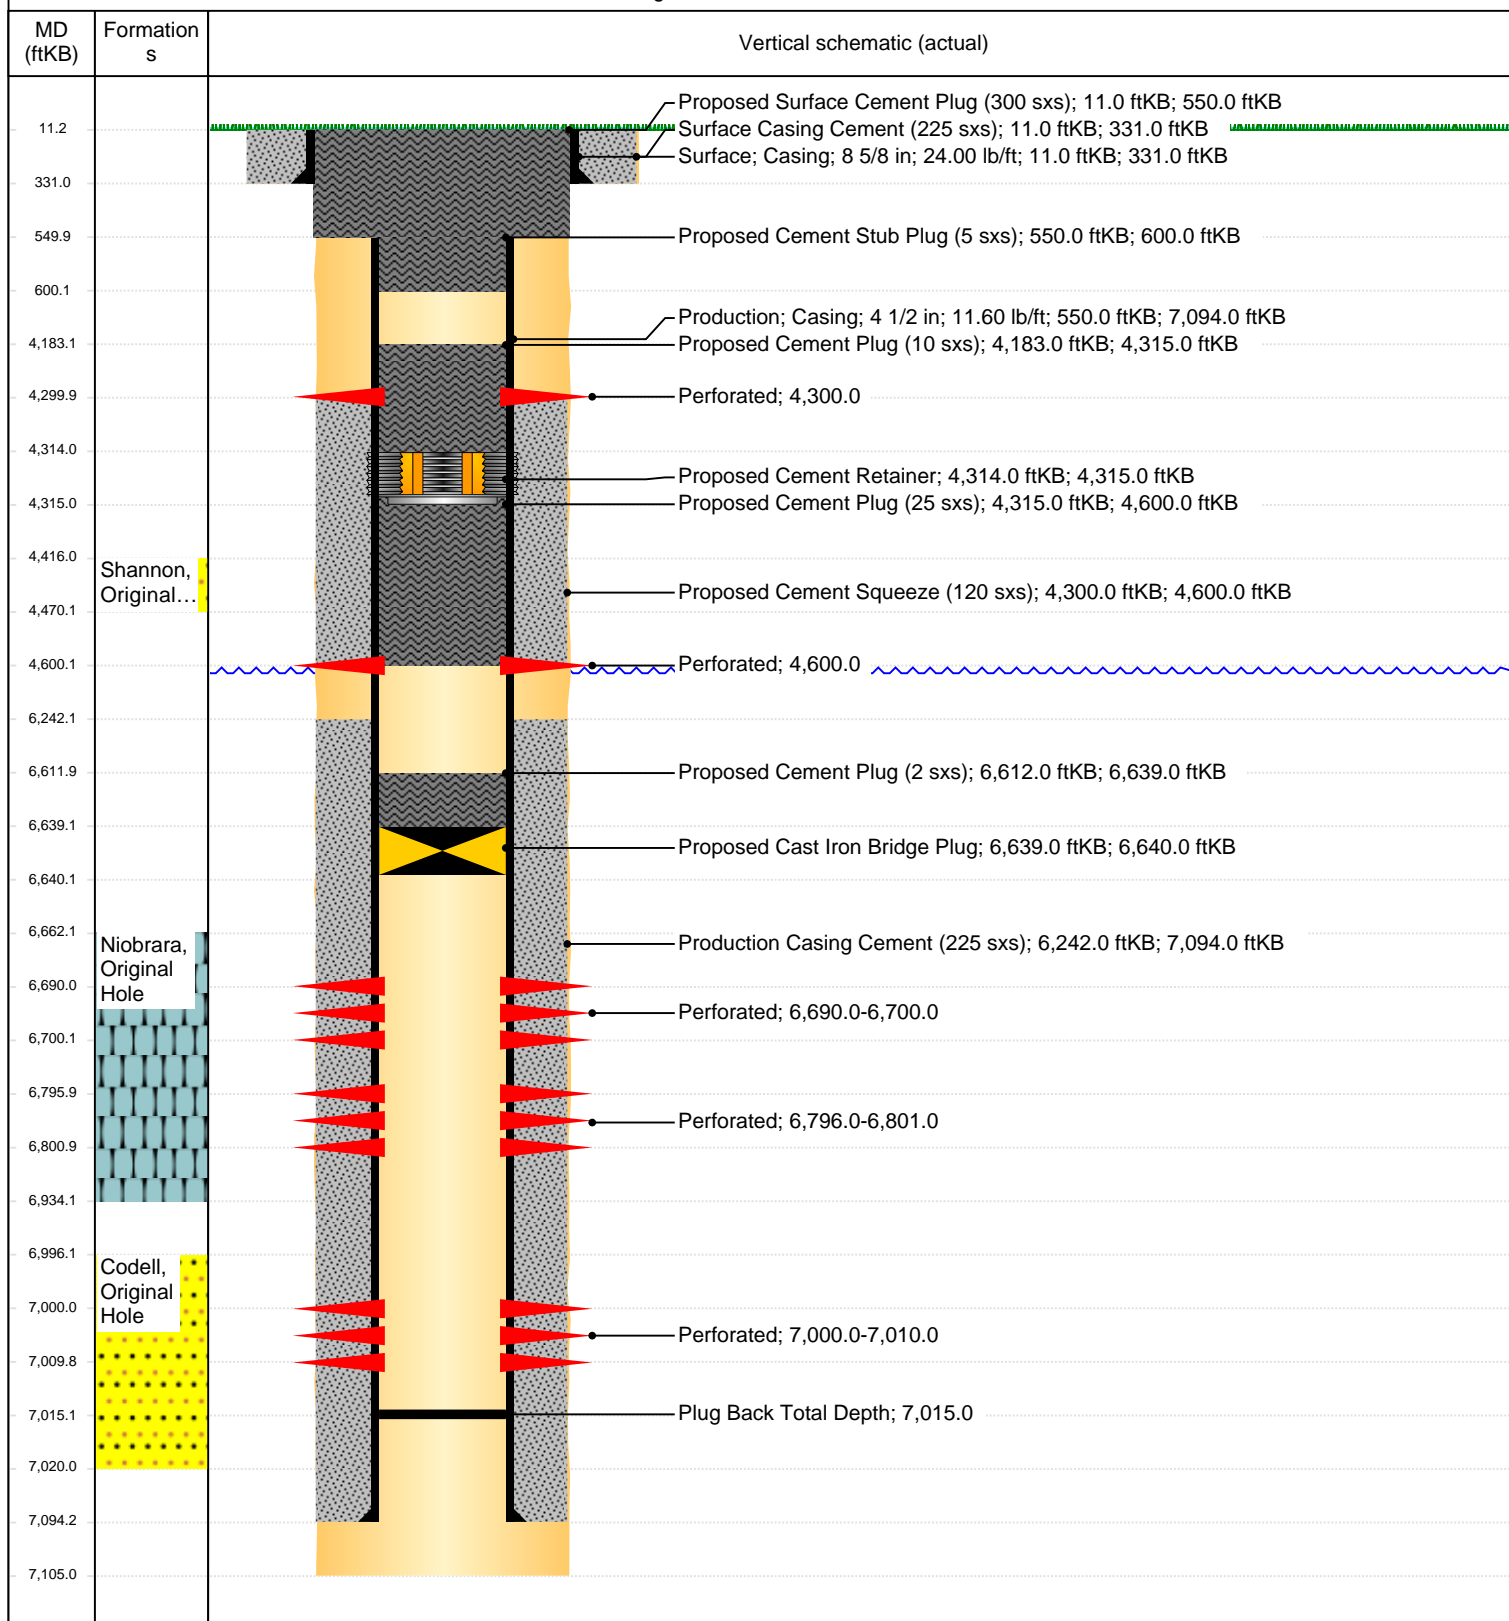 MD
(ftKB)
Formation
s
Vertical schematic (actual)
11.2
331.0
549.9
600.1
4,183.1
4,299.9
4,314.0
4,315.0
4,416.0
4,470.1
4,600.1
6,242.1
6,611.9
6,639.1
6,640.1
6,662.1
6,690.0
6,700.1
6,795.9
6,800.9
6,934.1
6,996.1
7,000.0
7,009.8
7,015.1
7,020.0
7,094.2
7,105.0
Shannon,
Original…
Niobrara,
Original
Hole
Codell,
Original
Hole
Proposed Surface Cement Plug (300 sxs); 11.0 ftKB; 550.0 ftKB
Surface Casing Cement (225 sxs); 11.0 ftKB; 331.0 ftKB
Surface; Casing; 8 5/8 in; 24.00 lb/ft; 11.0 ftKB; 331.0 ftKB
Proposed Cement Stub Plug (5 sxs); 550.0 ftKB; 600.0 ftKB
Production; Casing; 4 1/2 in; 11.60 lb/ft; 550.0 ftKB; 7,094.0 ftKB
Proposed Cement Plug (10 sxs); 4,183.0 ftKB; 4,315.0 ftKB
Perforated; 4,300.0
Proposed Cement Retainer; 4,314.0 ftKB; 4,315.0 ftKB
Proposed Cement Plug (25 sxs); 4,315.0 ftKB; 4,600.0 ftKB
Proposed Cement Squeeze (120 sxs); 4,300.0 ftKB; 4,600.0 ftKB
Perforated; 4,600.0
Proposed Cement Plug (2 sxs); 6,612.0 ftKB; 6,639.0 ftKB
Proposed Cast Iron Bridge Plug; 6,639.0 ftKB; 6,640.0 ftKB
Production Casing Cement (225 sxs); 6,242.0 ftKB; 7,094.0 ftKB
Perforated; 6,690.0-6,700.0
Perforated; 6,796.0-6,801.0
Perforated; 7,000.0-7,010.0
Plug Back Total Depth; 7,015.0